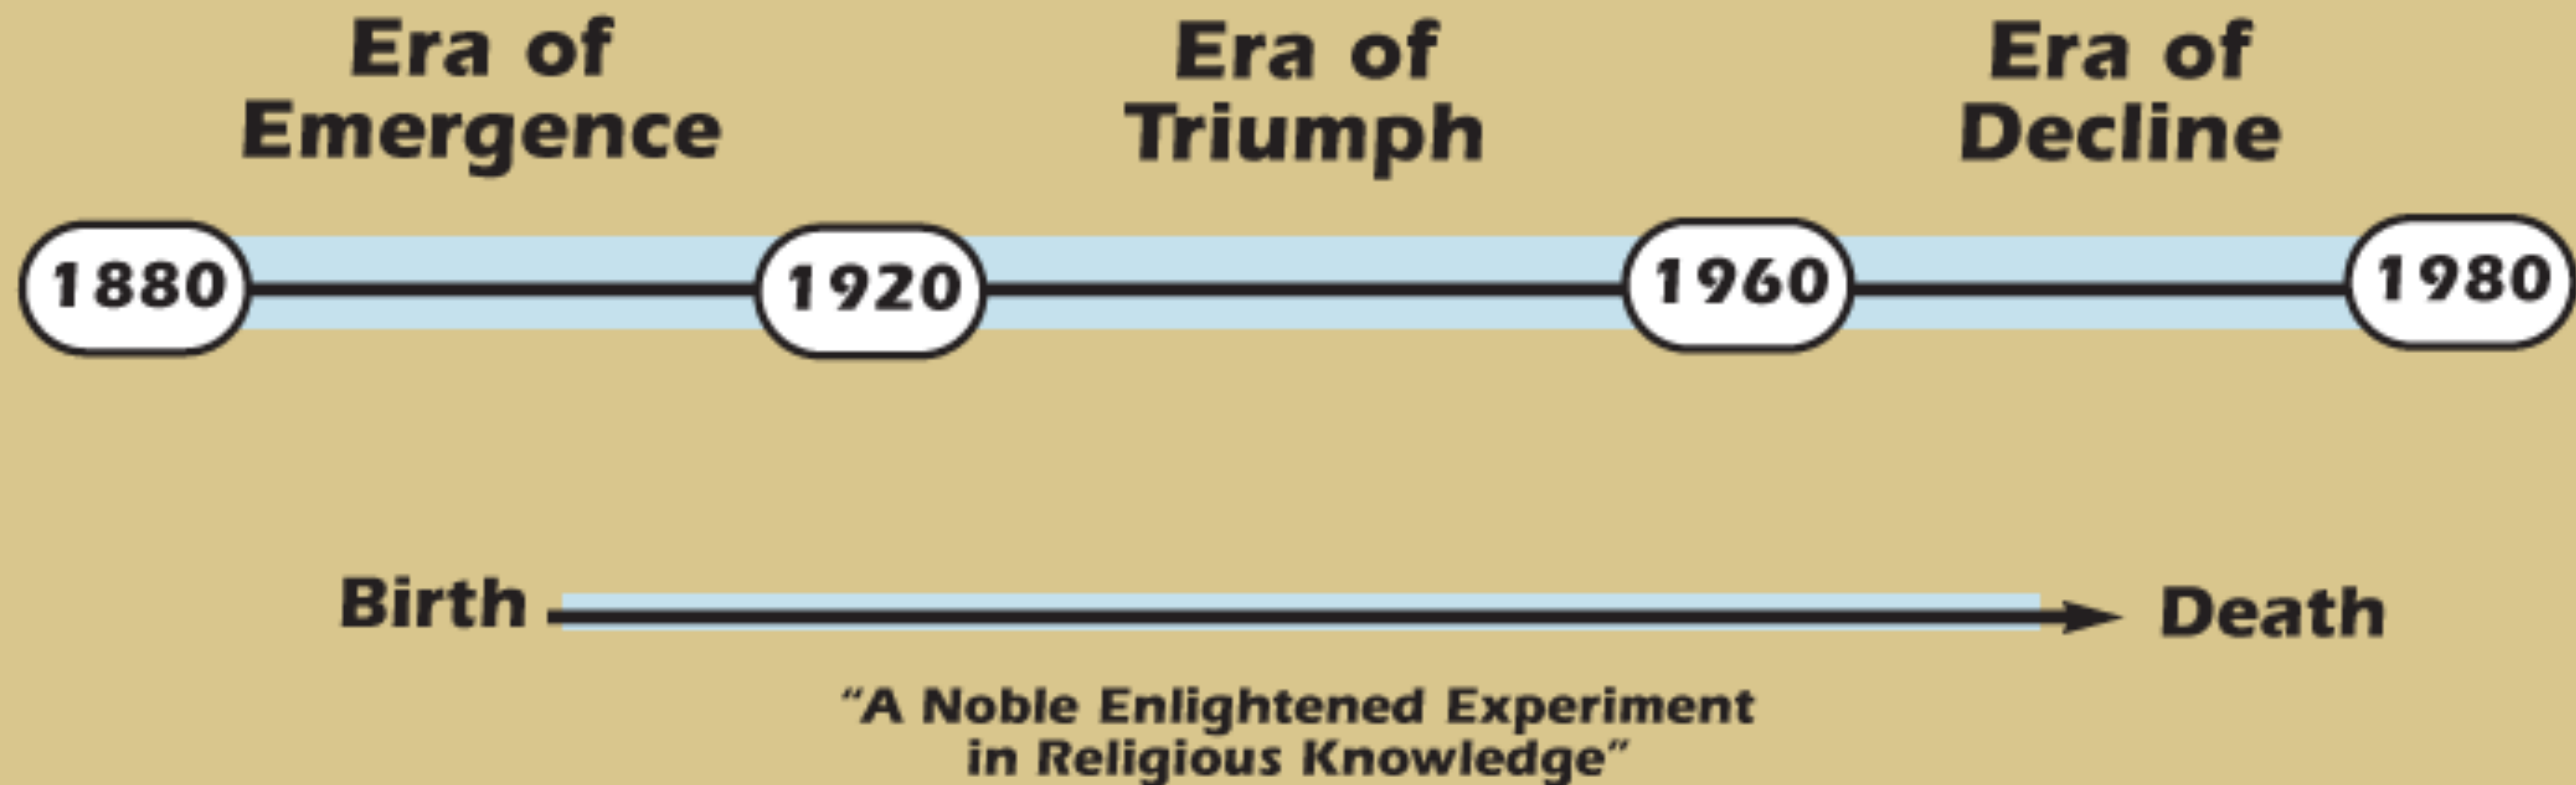 Era of
Emergence
Era of
Triumph
Era of
Decline
1880
1920
1960
1980
Birth
Death
“A Noble Enlightened Experiment
in Religious Knowledge”